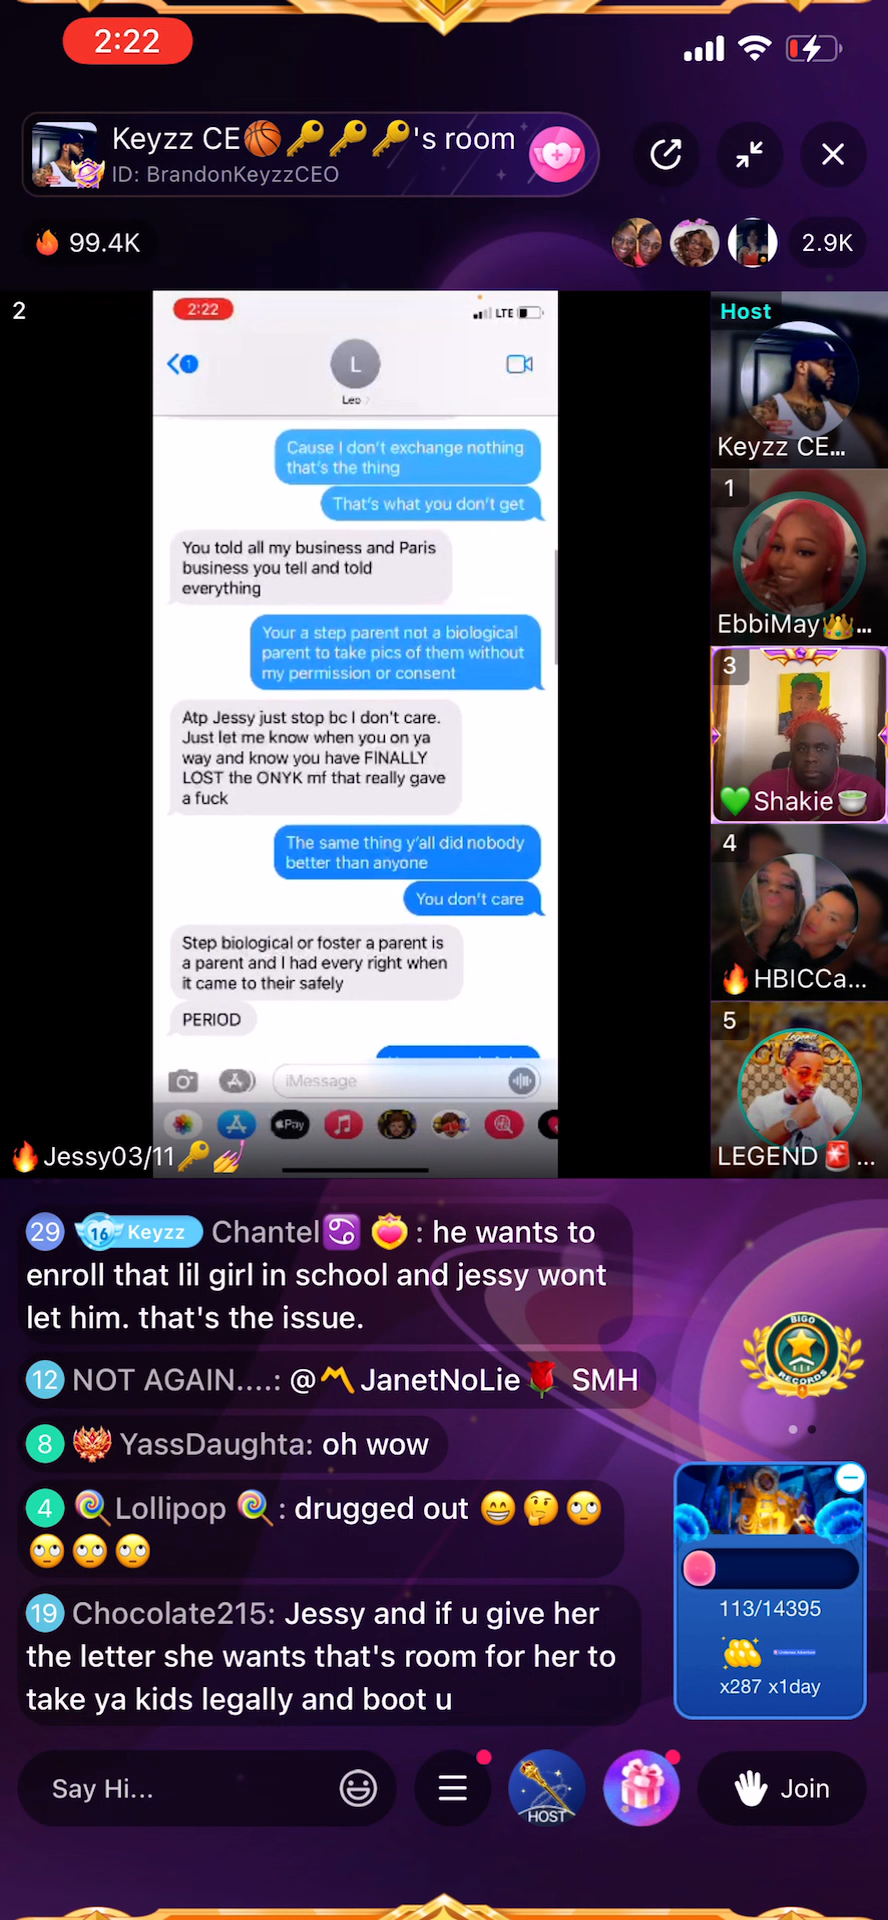 2:22
Keyzz CE🏀🔑🔑🔑's room
ID: BrandonKeyzzCEO
🔥 99.4K
2.9K
2
2:22
LTE
1
L
Leo
Cause I don't exchange nothing
that's the thing
That's what you don't get
You told all my business and Paris
business you tell and told
everything
Your a step parent not a biological
parent to take pics of them without
my permission or consent
Atp Jessy just stop bc I don't care.
Just let me know when you on ya
way and know you have FINALLY
LOST the ONYK mf that really gave
a fuck
The same thing y'all did nobody
better than anyone
You don't care
Step biological or foster a parent is
a parent and I had every right when
it came to their safely
PERIOD
iMessage
Pay
🔥Jessy03/11🔑💅
Host
Keyzz CE...
1
EbbiMay👑...
3
💚Shakie🍵
4
🔥HBICCa...
5
LEGEND🚨...
29 16 Keyzz Chantel♋💟: he wants to
enroll that lil girl in school and jessy wont
let him. that's the issue.
12 NOT AGAIN....: @〽️JanetNoLie🌹 SMH
8 YassDaughta: oh wow
4 🍭Lollipop 🍭: drugged out 😁🤔🙄
🙄🙄🙄
19 Chocolate215: Jessy and if u give her
the letter she wants that's room for her to
take ya kids legally and boot u
BIGO
RECORDS
113/14395
x287 x1day
Say Hi...
HOST
Join